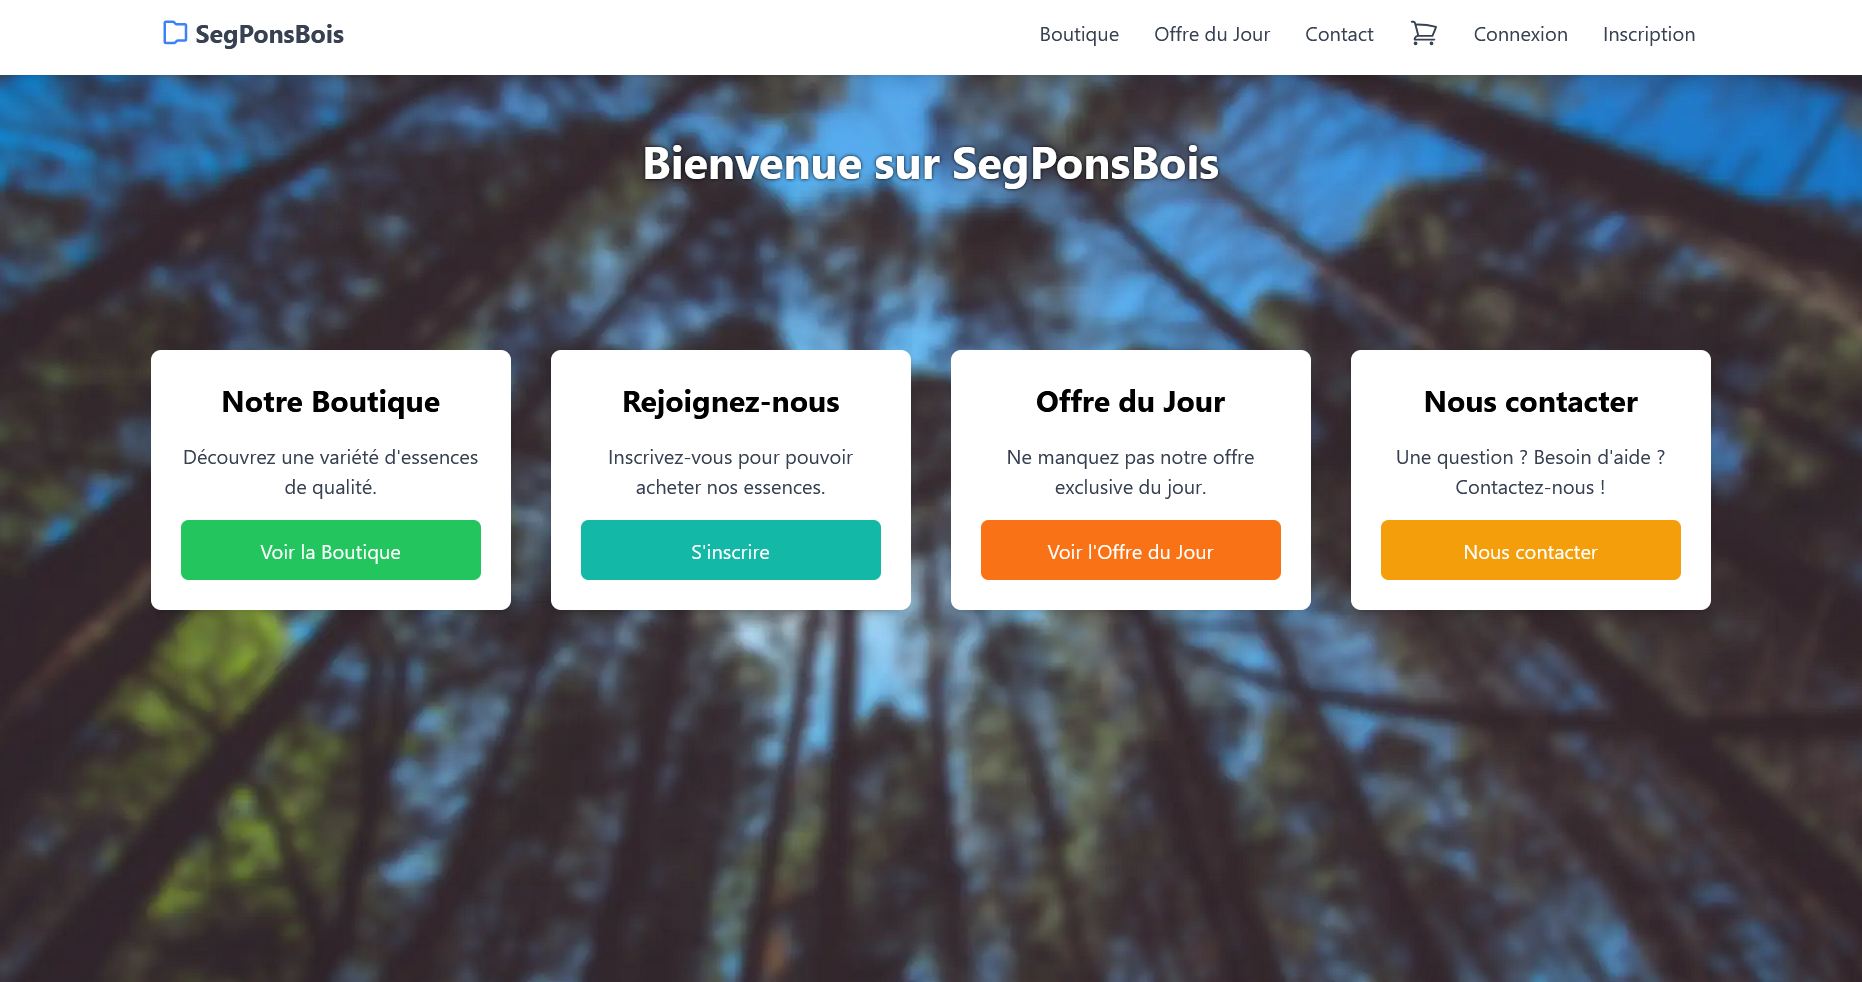 SegPonsBois
Boutique
Offre du Jour
Contact
Connexion
Inscription
Bienvenue sur SegPonsBois
Notre Boutique
Découvrez une variété d'essences
de qualité.
Voir la Boutique
Rejoignez-nous
Inscrivez-vous pour pouvoir
acheter nos essences.
S'inscrire
Offre du Jour
Ne manquez pas notre offre
exclusive du jour.
Voir l'Offre du Jour
Nous contacter
Une question ? Besoin d'aide ?
Contactez-nous !
Nous contacter